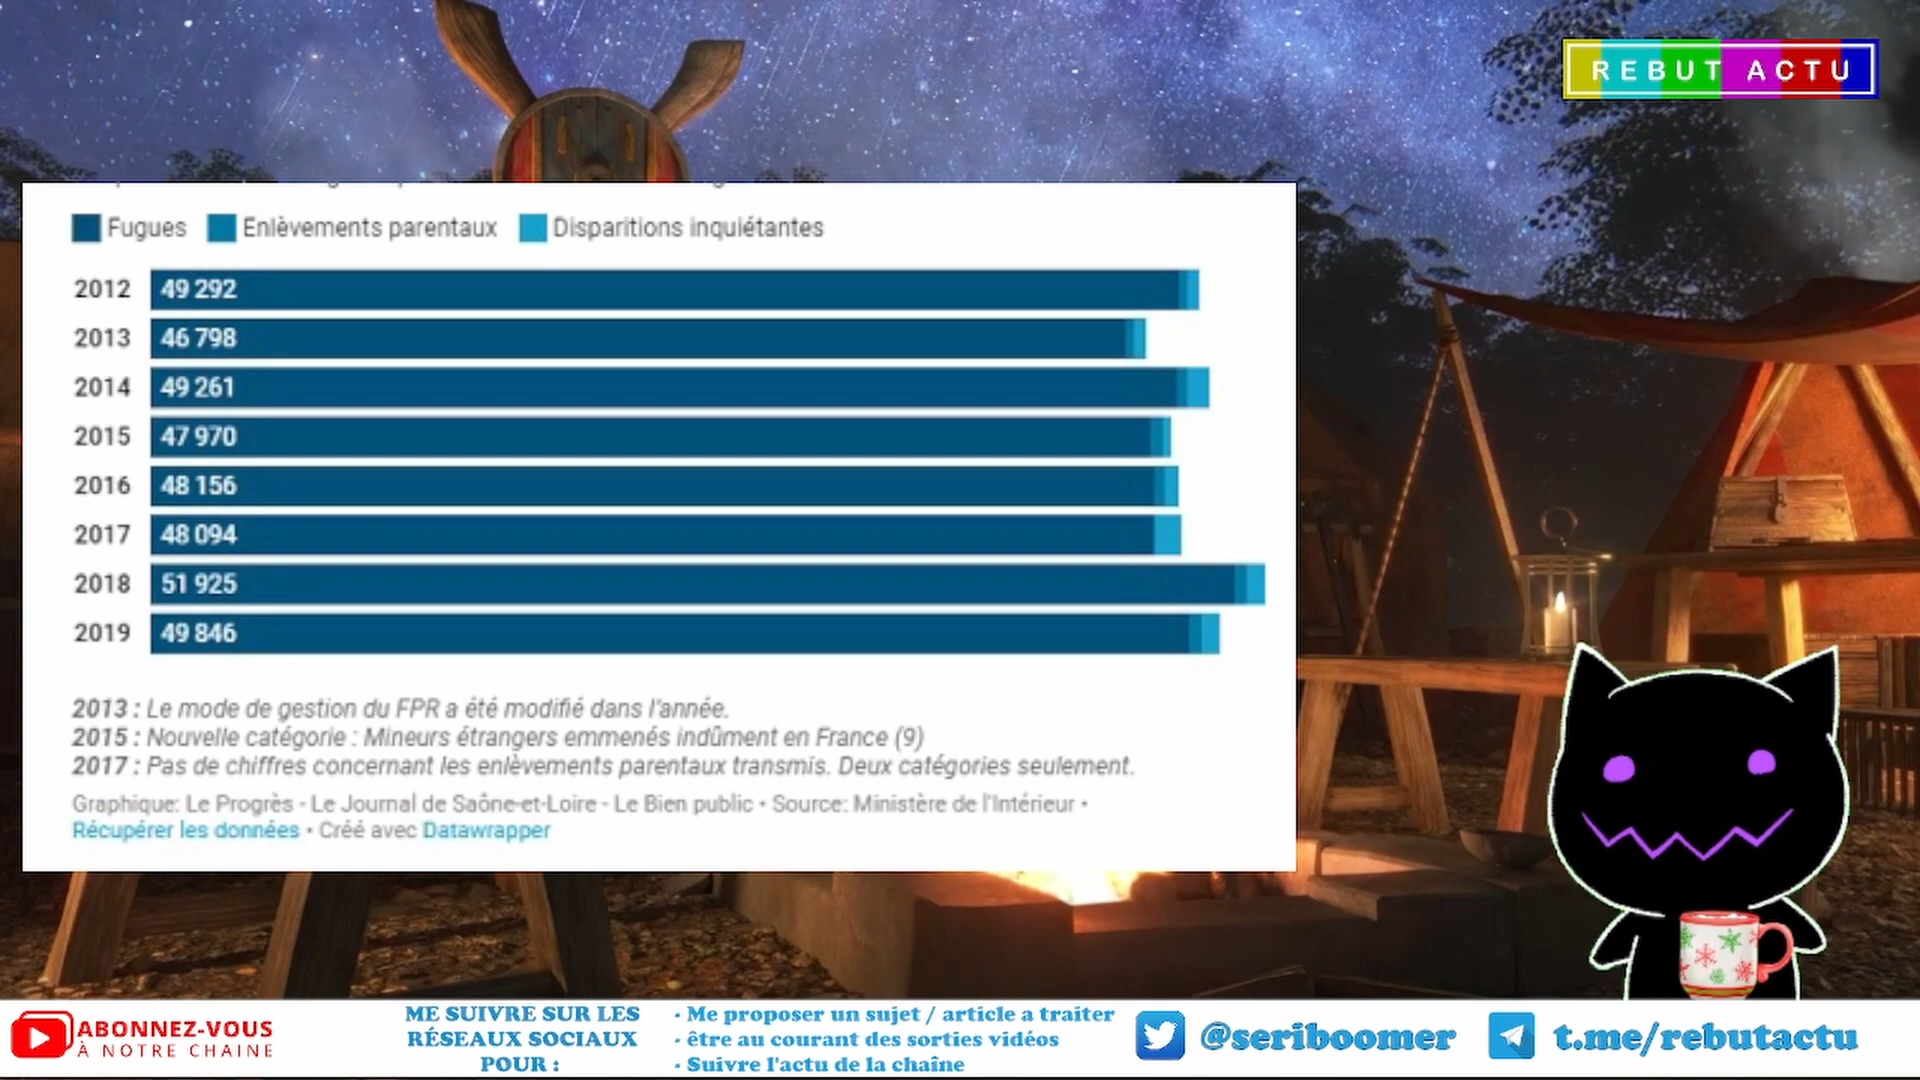 REBUT ACTU
Fugues Enlèvements parentaux Disparitions inquiétantes
2012 49 292
2013 46 798
2014 49 261
2015 47 970
2016 48 156
2017 48 094
2018 51 925
2019 49 846
2013 : Le mode de gestion du FPR a été modifié dans l'année.
2015 : Nouvelle catégorie : Mineurs étrangers emmenés indûment en France (9)
2017 : Pas de chiffres concernant les enlèvements parentaux transmis. Deux catégories seulement.
Graphique: Le Progrès - Le Journal de Saône-et-Loire - Le Bien public • Source: Ministère de l'Intérieur •
Récupérer les données • Créé avec Datawrapper
ABONNEZ-VOUS
À NOTRE CHAINE
ME SUIVRE SUR LES
RÉSEAUX SOCIAUX
POUR :
- Me proposer un sujet / article a traiter
- être au courant des sorties vidéos
- Suivre l'actu de la chaîne
@seriboomer
t.me/rebutactu